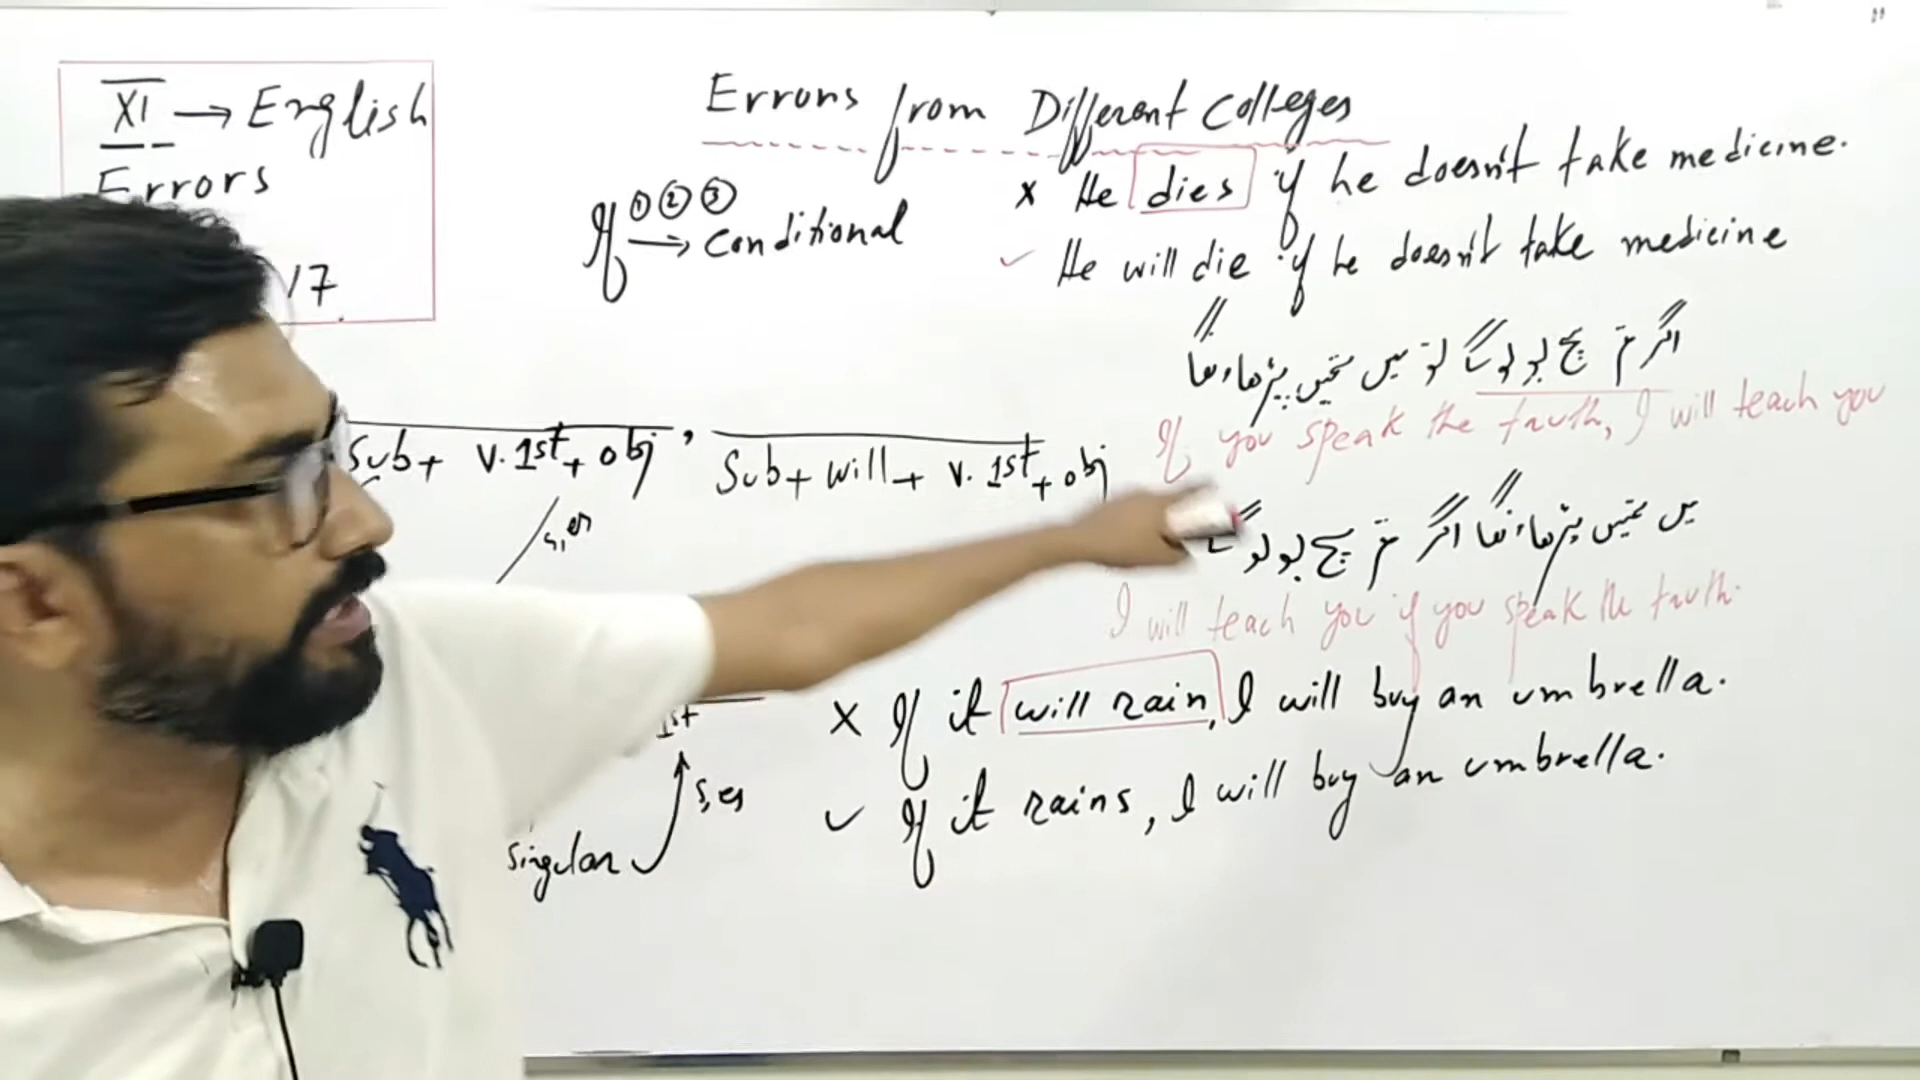 XI → English
Errors
17
Errors from Different Colleges
If ① ② ③ → Conditional
× He dies if he doesn't take medicine.
✓ He will die if he doesn't take medicine
اگر تم سچ بولو گے تو میں تمہیں پڑھاؤنگا
If you speak the truth, I will teach you
Sub + v. 1st + obj , Sub + will + v. 1st + obj
s, es
میں تمہیں پڑھاؤنگا اگر تم سچ بولو گے
I will teach you if you speak the truth.
1st
s, es
singular
× If it will rain, I will buy an umbrella.
✓ If it rains, I will buy an umbrella.